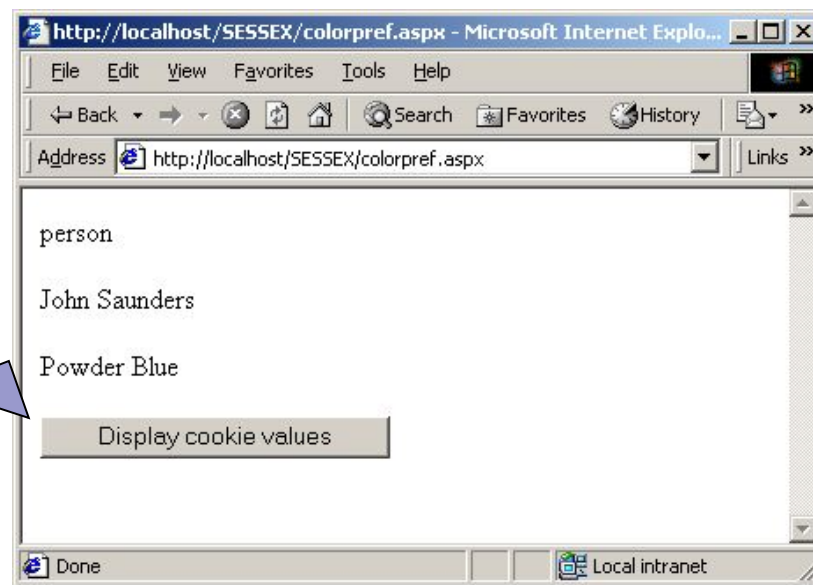 http://localhost/SESSEX/colorpref.aspx - Microsoft Internet Explo...
File Edit View Favorites Tools Help
Back Search Favorites History »
Address http://localhost/SESSEX/colorpref.aspx Links »
person
John Saunders
Powder Blue
Display cookie values
Done Local intranet